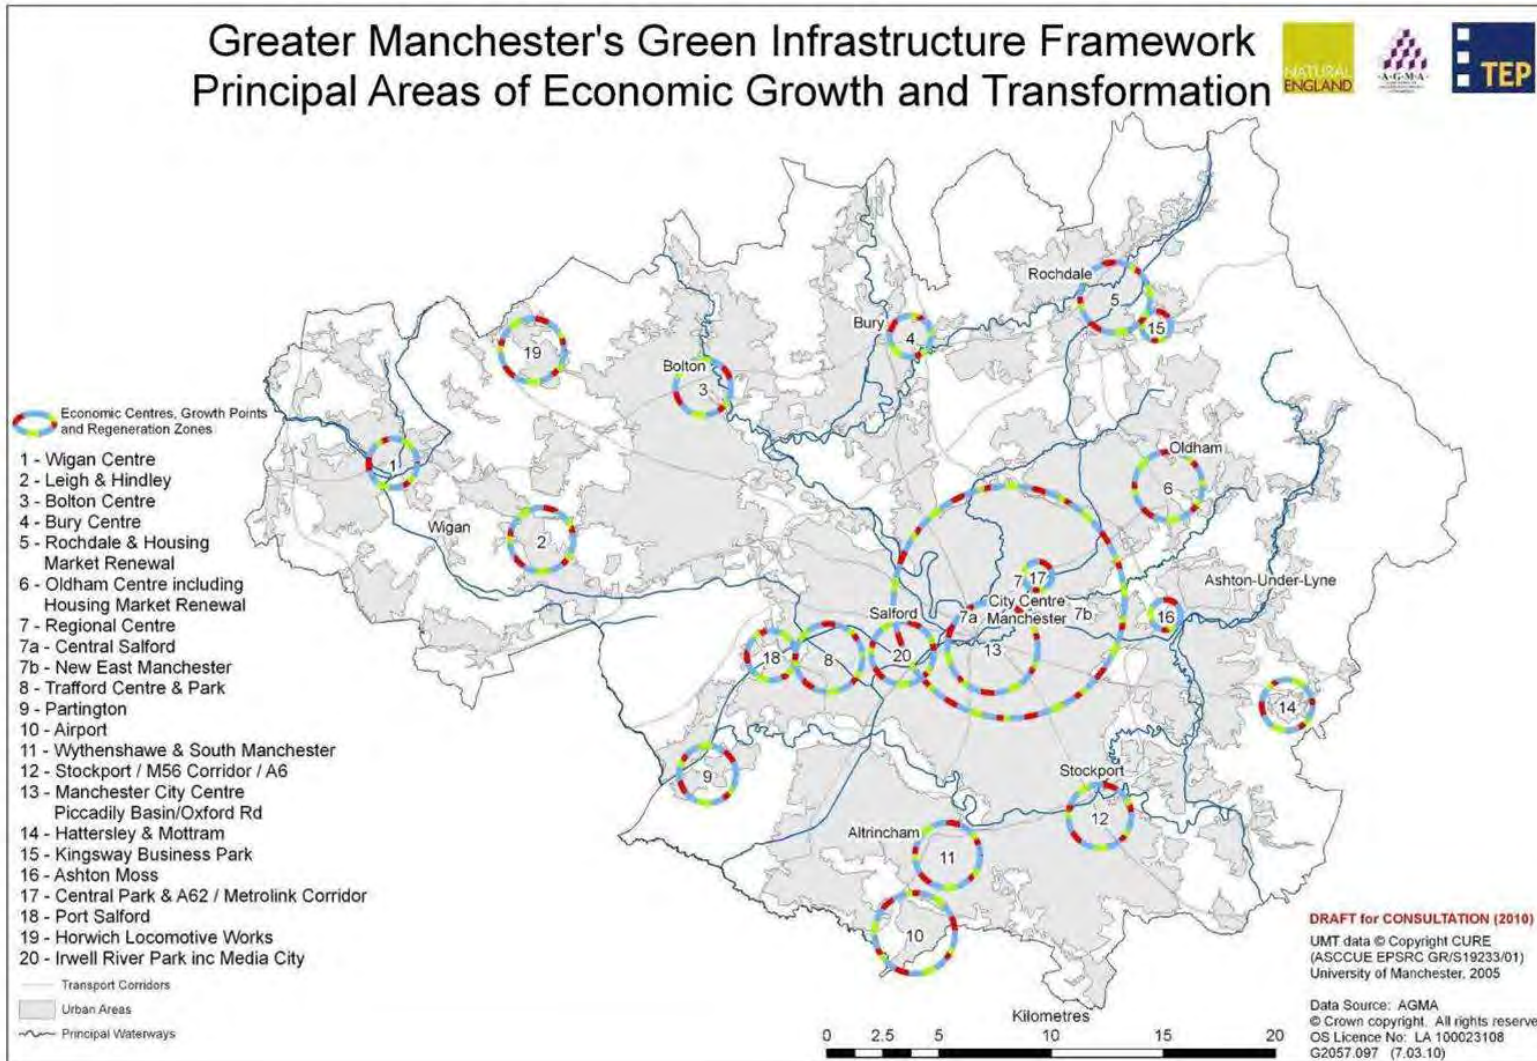 Greater Manchester's Green Infrastructure Framework
Principal Areas of Economic Growth and Transformation
NATURAL
ENGLAND
A·G·M·A
TEP
Rochdale
5
15
Bury
4
19
Bolton
3
Economic Centres, Growth Points
and Regeneration Zones
1 - Wigan Centre
2 - Leigh & Hindley
3 - Bolton Centre
4 - Bury Centre
5 - Rochdale & Housing
Market Renewal
6 - Oldham Centre including
Housing Market Renewal
7 - Regional Centre
7a - Central Salford
7b - New East Manchester
8 - Trafford Centre & Park
9 - Partington
10 - Airport
11 - Wythenshawe & South Manchester
12 - Stockport / M56 Corridor / A6
13 - Manchester City Centre
Piccadily Basin/Oxford Rd
14 - Hattersley & Mottram
15 - Kingsway Business Park
16 - Ashton Moss
17 - Central Park & A62 / Metrolink Corridor
18 - Port Salford
19 - Horwich Locomotive Works
20 - Irwell River Park inc Media City
Transport Corridors
Urban Areas
Principal Waterways
1
Oldham
6
Wigan
2
7
17
Ashton-Under-Lyne
City Centre
Manchester
7a
7b
Salford
16
18
8
20
13
14
9
Stockport
12
Altrincham
11
10
Kilometres
0 2.5 5 10 15 20
DRAFT for CONSULTATION (2010)
UMT data © Copyright CURE
(ASCCUE EPSRC GR/S19233/01)
University of Manchester, 2005
Data Source: AGMA
© Crown copyright. All rights reserve
OS Licence No: LA 100023108
G2057.097 (7.03.10)